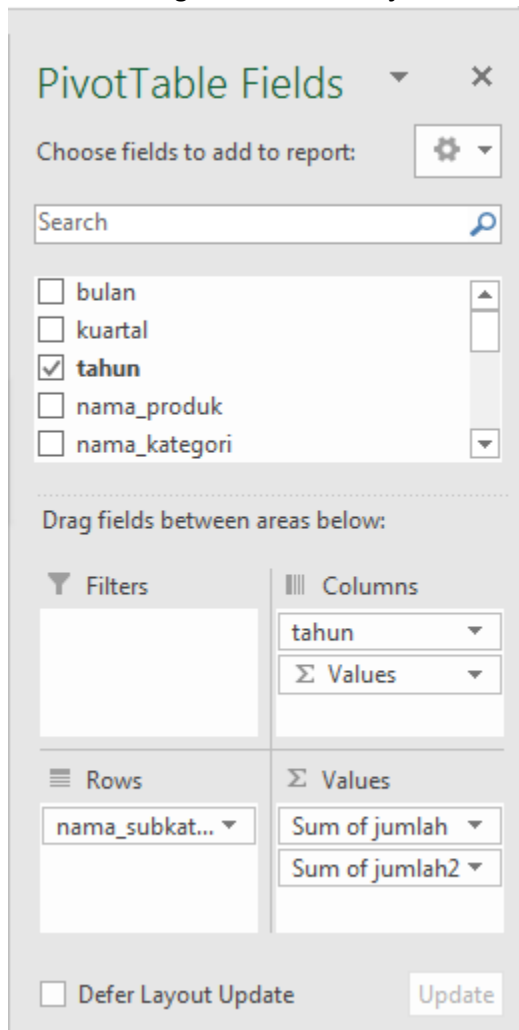 PivotTable Fields
Choose fields to add to report:
Search
bulan
kuartal
tahun
nama_produk
nama_kategori
Drag fields between areas below:
Filters
Columns
tahun
Σ Values
Rows
Σ Values
nama_subkat...
Sum of jumlah
Sum of jumlah2
Defer Layout Update
Update